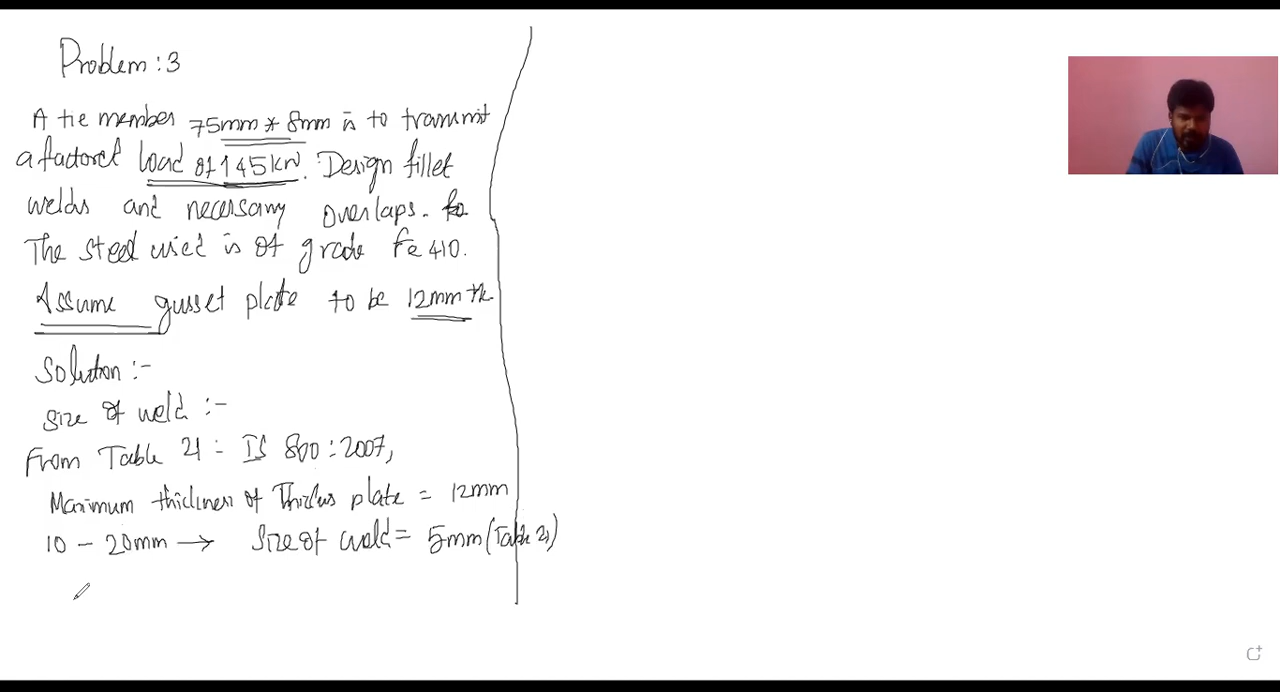 Problem : 3
A tie member 75mm * 8mm is to transmit
a factored load of 145kN. Design fillet
welds and necessary overlaps. to
The steel used is of grade Fe 410.
Assume gusset plate to be 12mm tk
Solution :-
Size of weld :-
From Table 21 : IS 800 : 2007,
Maximum thickness of Thicker plate = 12mm
10 - 20mm → Size of weld = 5mm (Table 21)